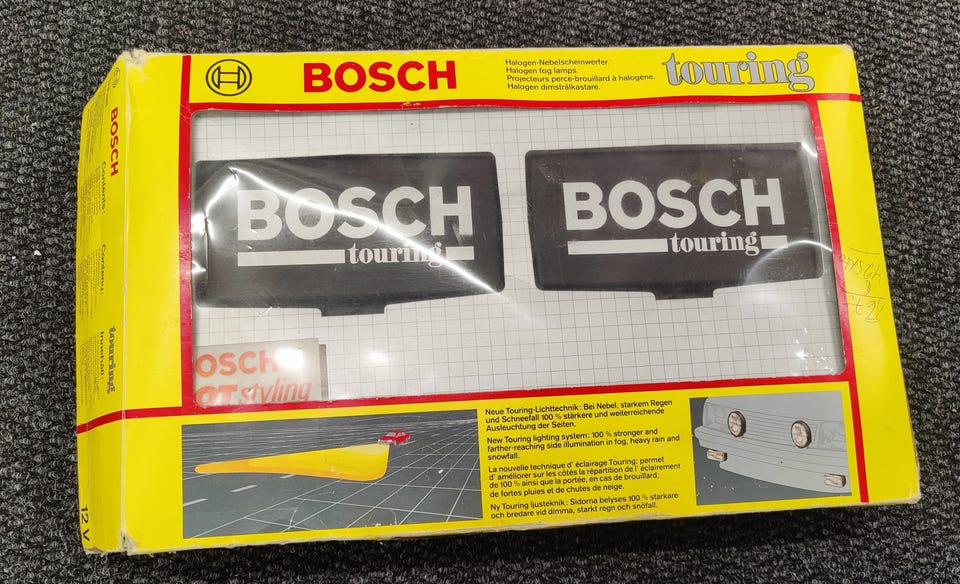 BOSCH
Halogen-Nebelscheinwerfer.
Halogen fog lamps.
Projecteurs perce-brouillard à halogène.
Halogen dimstrålkastare.
touring
BOSCH
touring
BOSCH
touring
OSCH
OT styling
Neue Touring-Lichttechnik: Bei Nebel, starkem Regen
und Schneefall 100 % stärkere und weiterreichende
Ausleuchtung der Seiten.
New Touring lighting system: 100 % stronger and
farther-reaching side illumination in fog, heavy rain and
snowfall.
La nouvelle technique d' éclairage Touring: permet
d' améliorer sur les côtés la répartition de l' éclairement
de 100 % ainsi que la portée, en cas de brouillard,
de fortes pluies et de chutes de neige.
Ny Touring ljusteknik: Sidorna belyses 100 % starkare
och bredare vid dimma, starkt regn och snöfall.
BOSCH
Contents:
Contenu:
Innehåll
touring
12 V